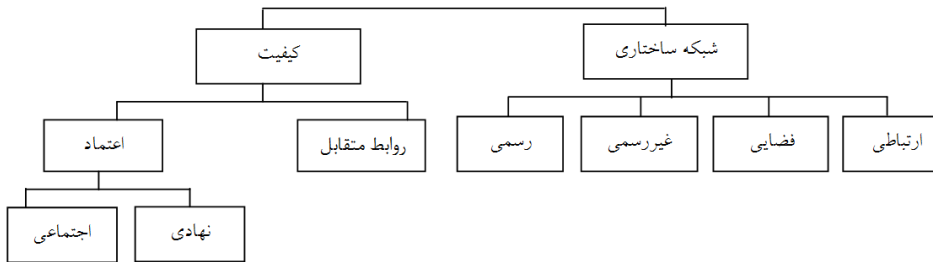 شبکه ساختاری
کیفیت
ارتباطی
فضایی
غیررسمی
رسمی
روابط متقابل
اعتماد
نهادی
اجتماعی